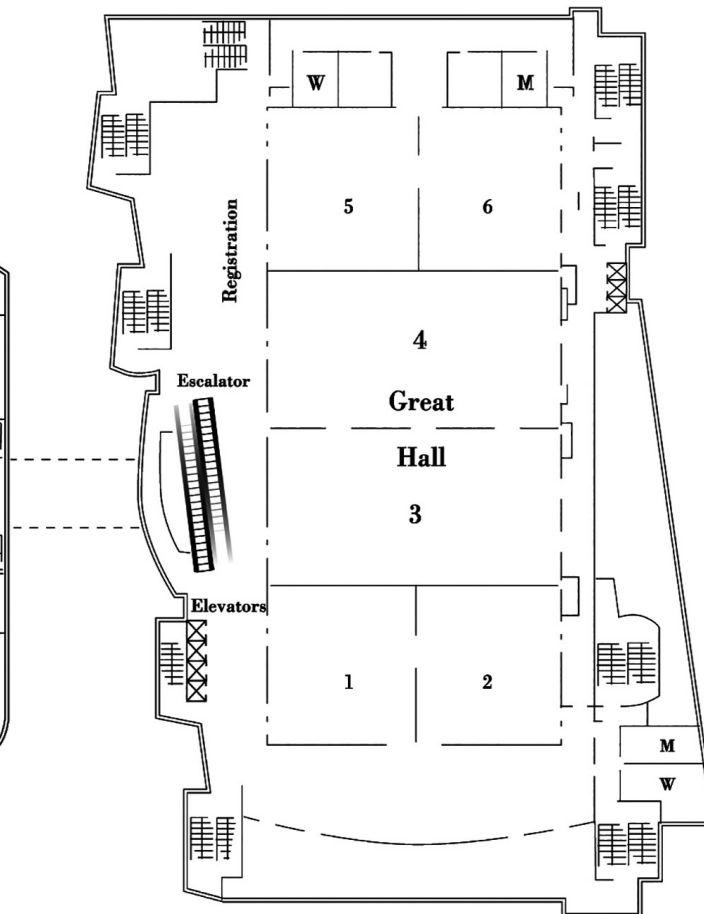 W
M
5
6
Registration
4
Escalator
Great
Hall
3
Elevators
1
2
M
W